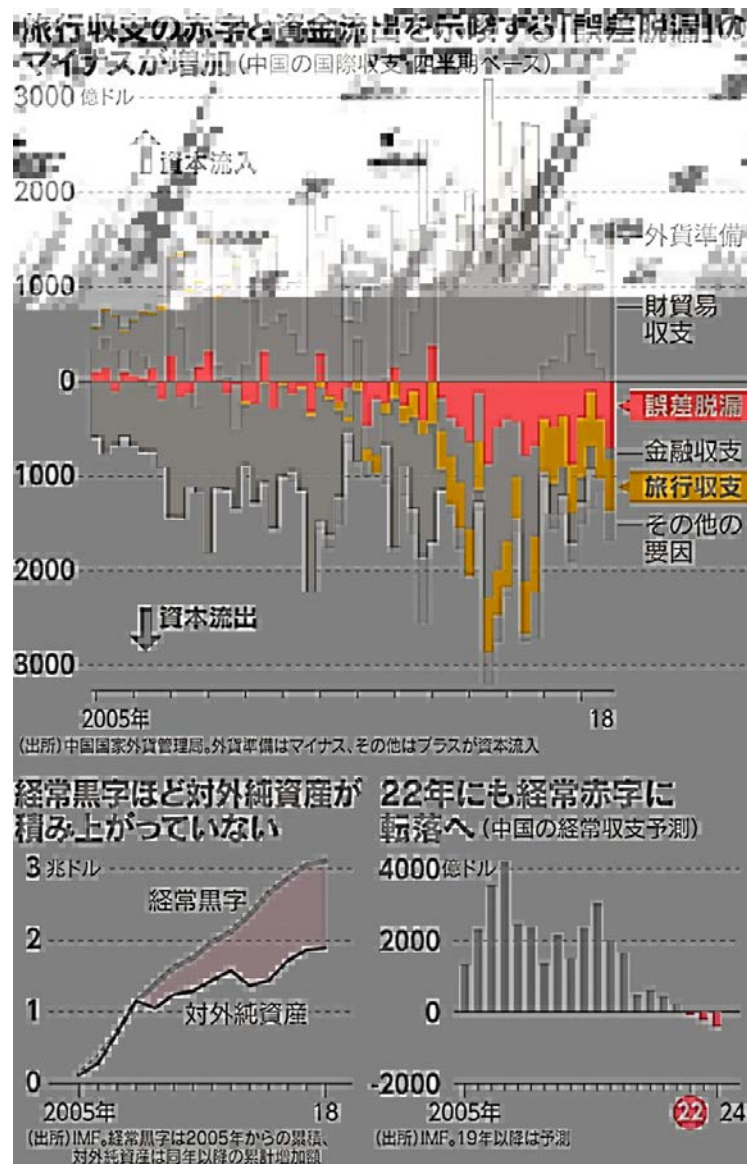 旅行収支の赤字と資金流出を示唆する「誤差脱漏」の
マイナスが増加(中国の国際収支、四半期ベース)
3000億ドル
資本流入
2000
外貨準備
1000
財貿易
収支
0
誤差脱漏
金融収支
1000
旅行収支
その他の
要因
2000
資本流出
3000
2005年 18
(出所)中国国家外貨管理局。外貨準備はマイナス、その他はプラスが資本流入
経常黒字ほど対外純資産が
積み上がっていない
3兆ドル
経常黒字
2
1
対外純資産
0
2005年 18
(出所)IMF。経常黒字は2005年からの累積、
対外純資産は同年以降の累計増加額
22年にも経常赤字に
転落へ(中国の経常収支予測)
4000億ドル
2000
0
-2000
2005年 22 24
(出所)IMF。19年以降は予測